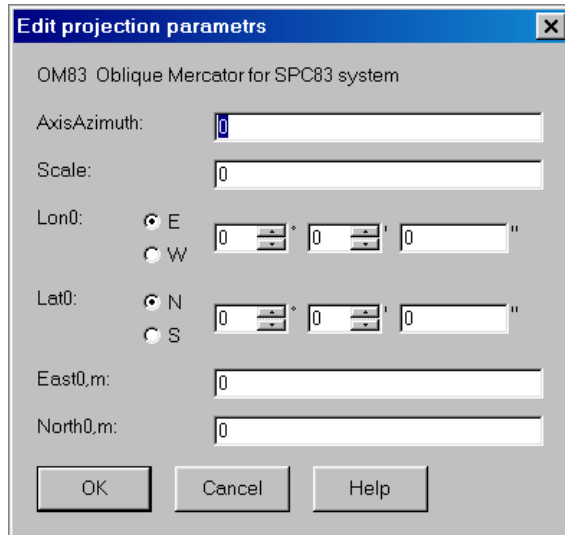 Edit projection parametrs
OM83 Oblique Mercator for SPC83 system
AxisAzimuth: 0
Scale: 0
Lon0: E W 0 ° 0 ' 0 "
Lat0: N S 0 ° 0 ' 0 "
East0,m: 0
North0,m: 0
OK Cancel Help